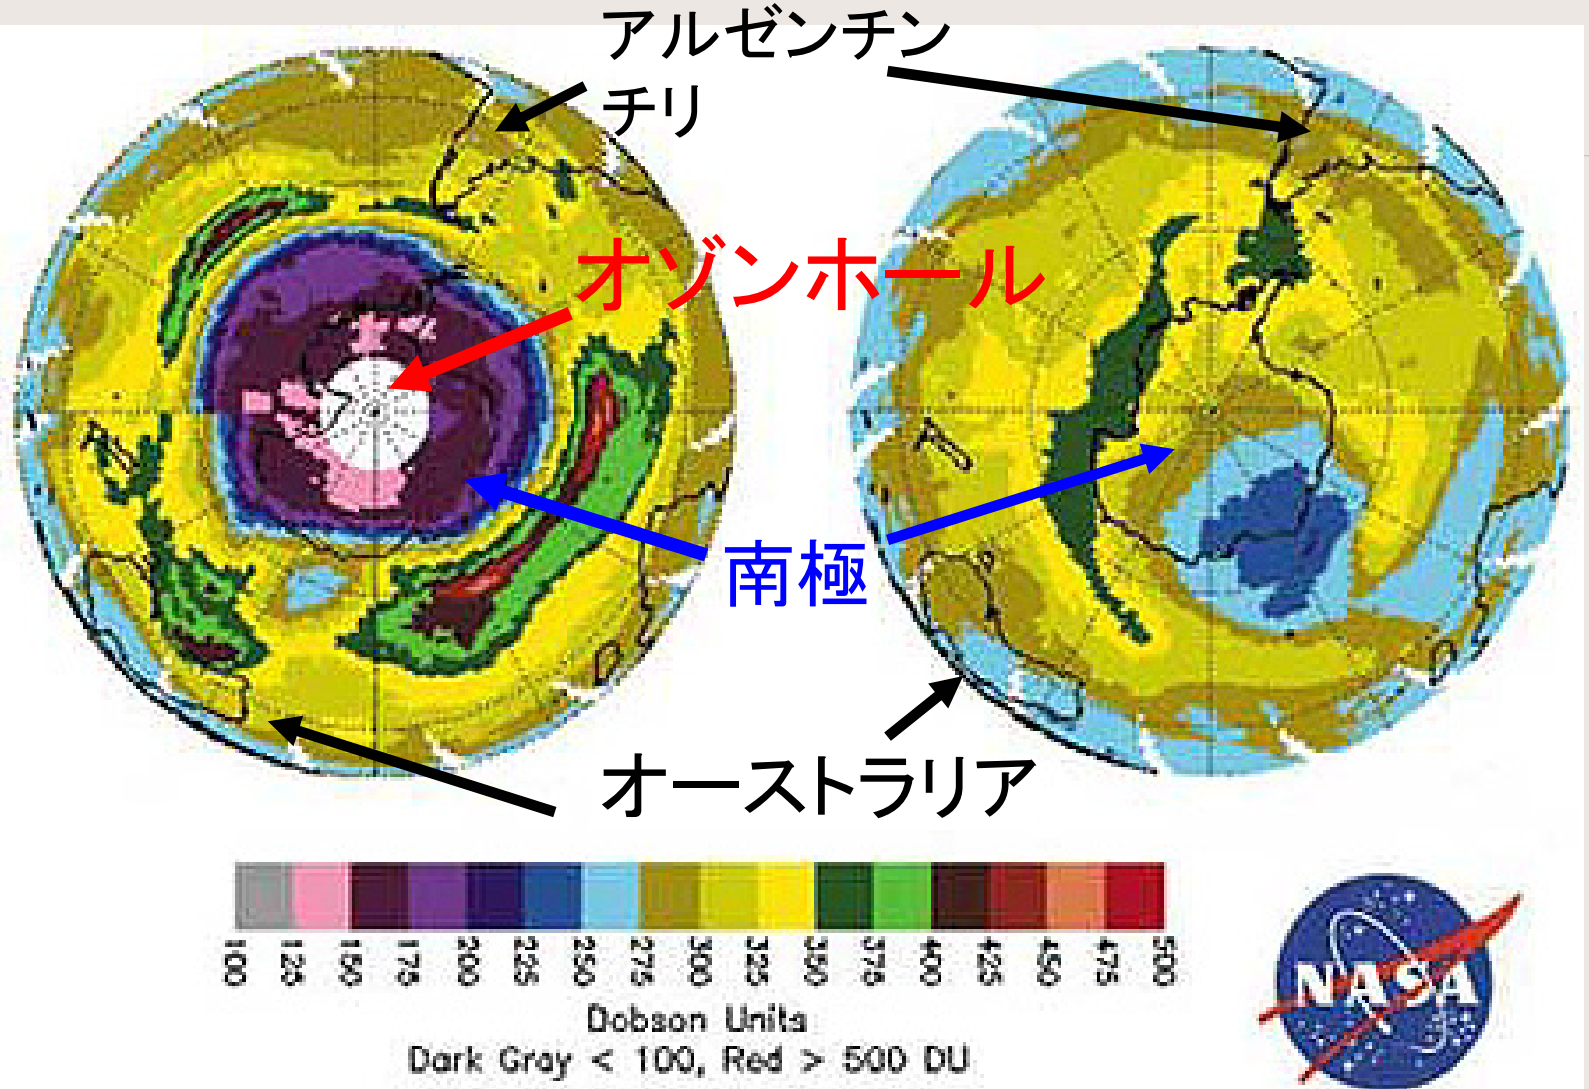 アルゼンチン
チリ
オゾンホール
南極
オーストラリア
100 125 150 175 200 225 250 275 300 325 350 375 400 425 450 475 500
Dobson Units
Dark Gray < 100, Red > 500 DU
NASA